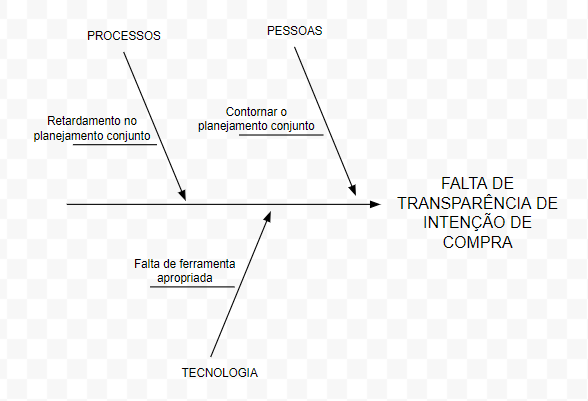 PROCESSOS
PESSOAS
Retardamento no
planejamento conjunto
Contornar o
planejamento conjunto
FALTA DE
TRANSPARÊNCIA DE
INTENÇÃO DE
COMPRA
Falta de ferramenta
apropriada
TECNOLOGIA